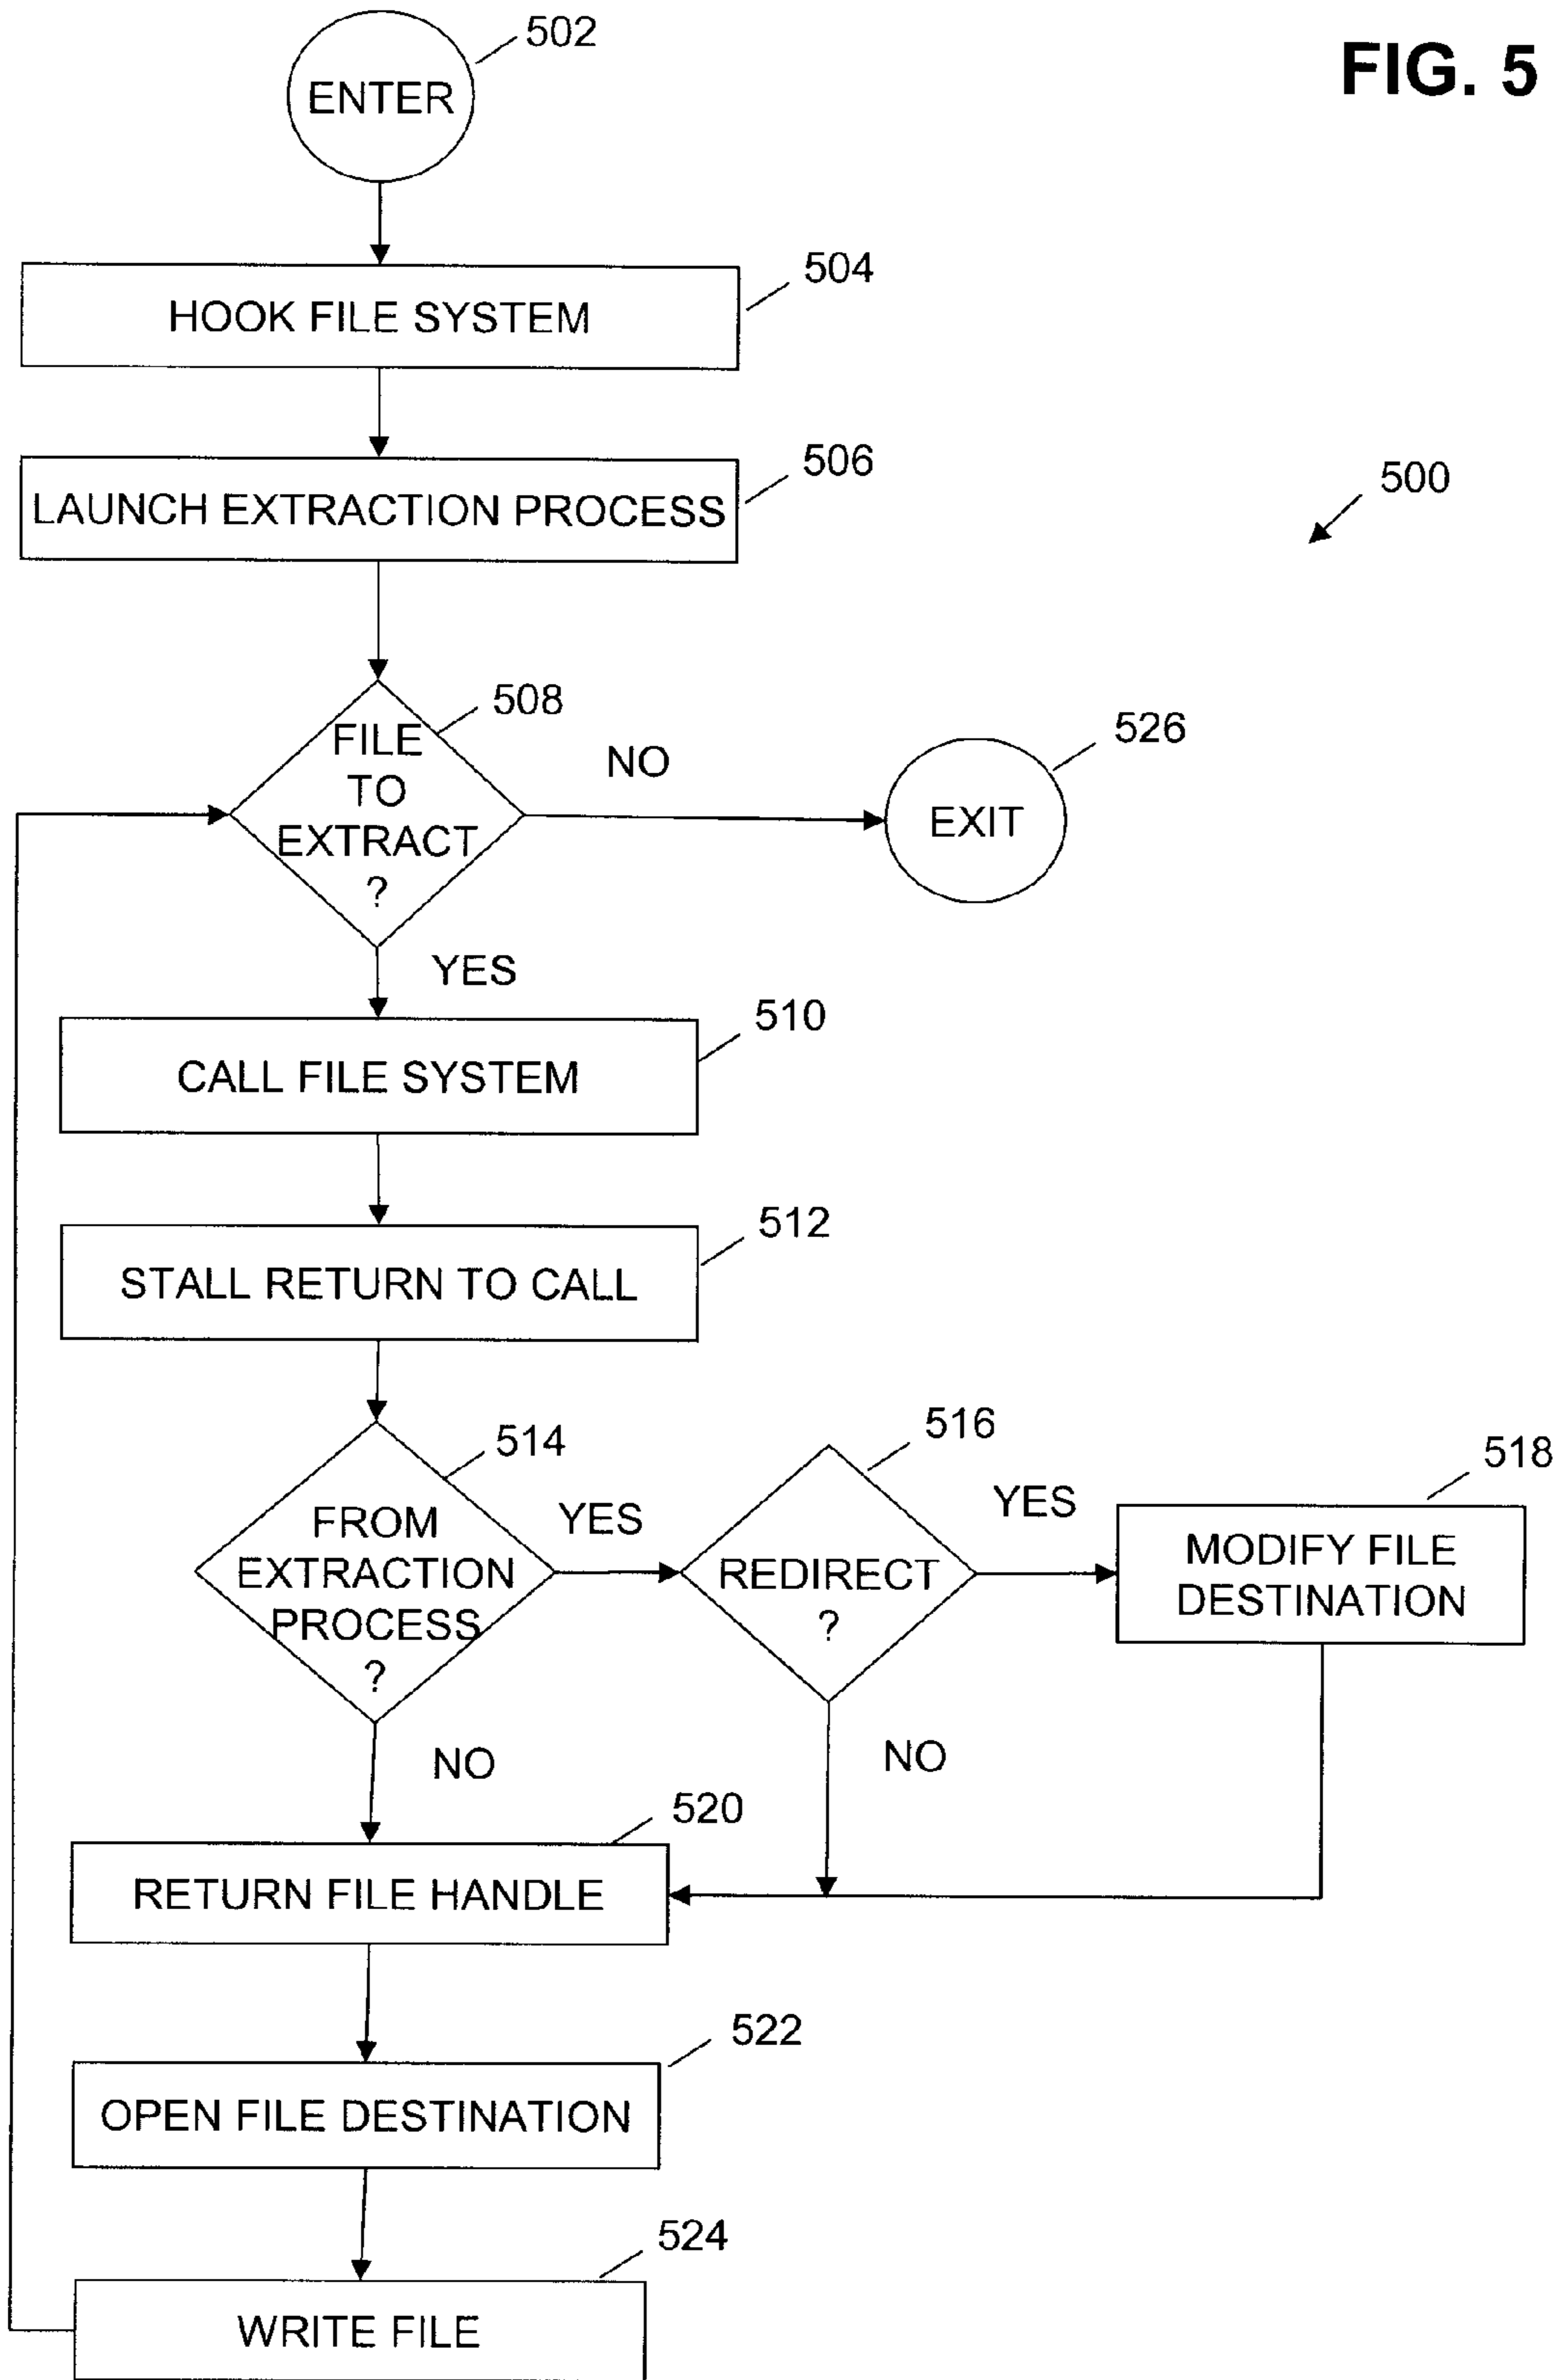 502
FIG. 5
ENTER
504
HOOK FILE SYSTEM
506
LAUNCH EXTRACTION PROCESS
500
508
FILE
TO
EXTRACT
?
NO
526
EXIT
YES
510
CALL FILE SYSTEM
512
STALL RETURN TO CALL
514
FROM
EXTRACTION
PROCESS
?
YES
516
REDIRECT
?
YES
518
MODIFY FILE
DESTINATION
NO
NO
520
RETURN FILE HANDLE
522
OPEN FILE DESTINATION
524
WRITE FILE